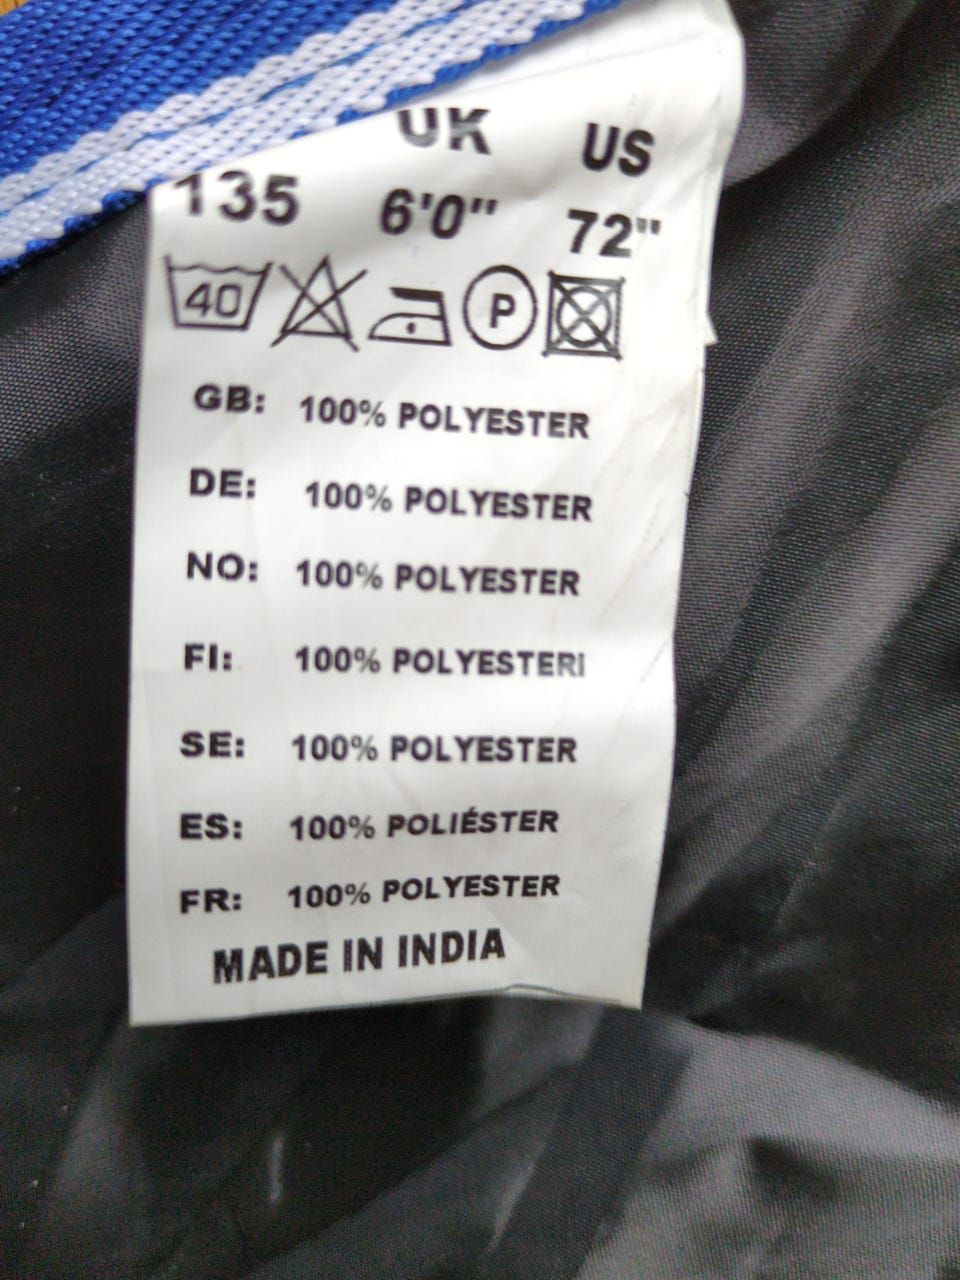 UK US
135 6'0" 72"
40 P
GB: 100% POLYESTER
DE: 100% POLYESTER
NO: 100% POLYESTER
FI: 100% POLYESTERI
SE: 100% POLYESTER
ES: 100% POLIÉSTER
FR: 100% POLYESTER
MADE IN INDIA